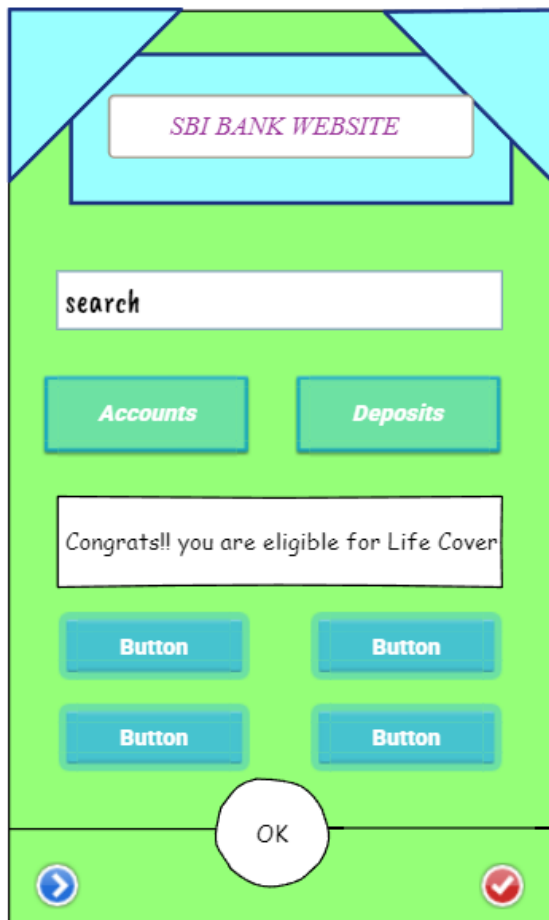 SBI BANK WEBSITE
search
Accounts
Deposits
Congrats!! you are eligible for Life Cover
Button
Button
Button
Button
OK